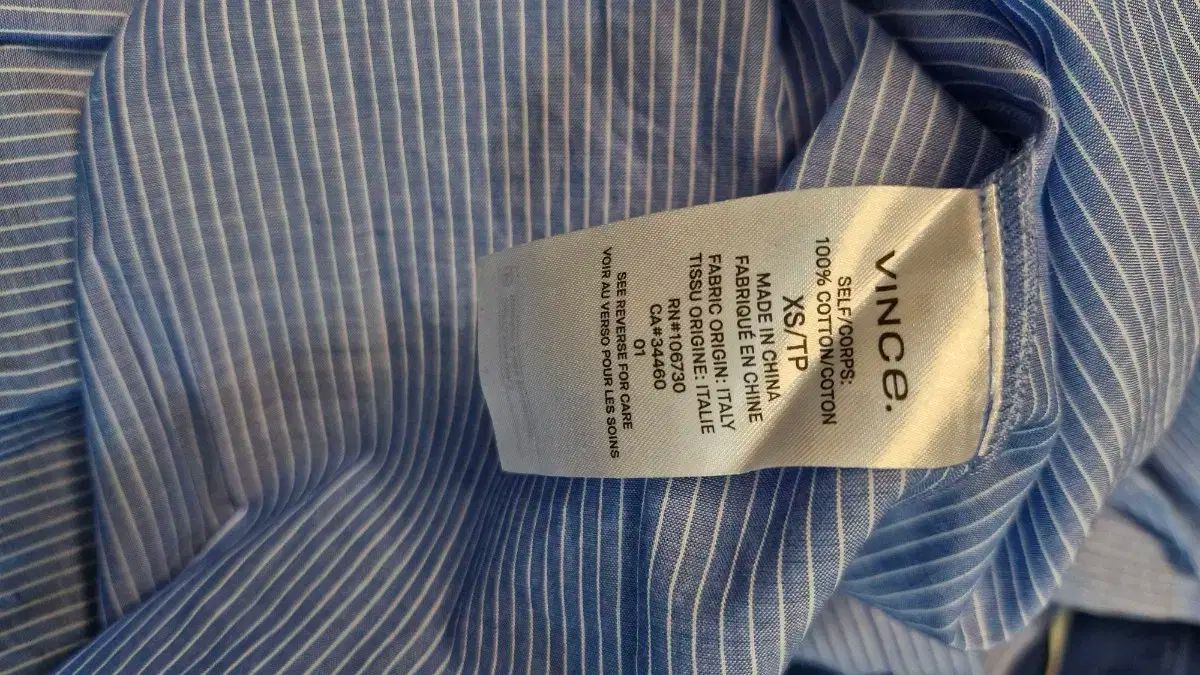 VINCE.
SELF/CORPS:
100% COTTON/COTON
XS/TP
MADE IN CHINA
FABRIQUÉ EN CHINE
FABRIC ORIGIN: ITALY
TISSU ORIGINE: ITALIE
RN#106730
CA#34460
01
SEE REVERSE FOR CARE
VOIR AU VERSO POUR LES SOINS